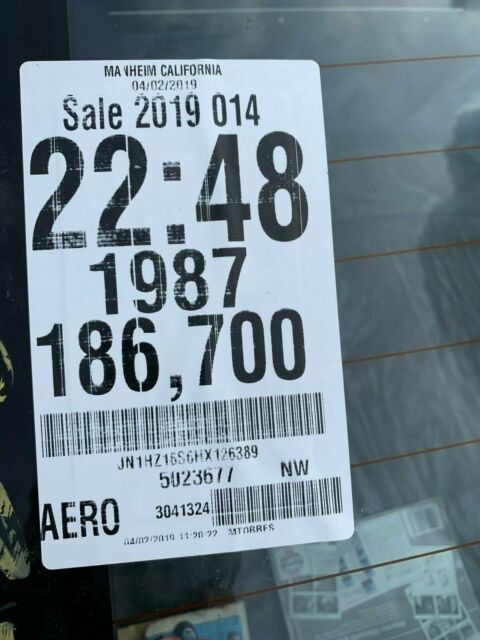 MANHEIM CALIFORNIA
04/02/2019
Sale 2019 014
22:48
1987
186,700
JN1HZ16S6HX126389
5023677 NW
AERO 3041324
04/02/2019 11:20:22 MTORRES